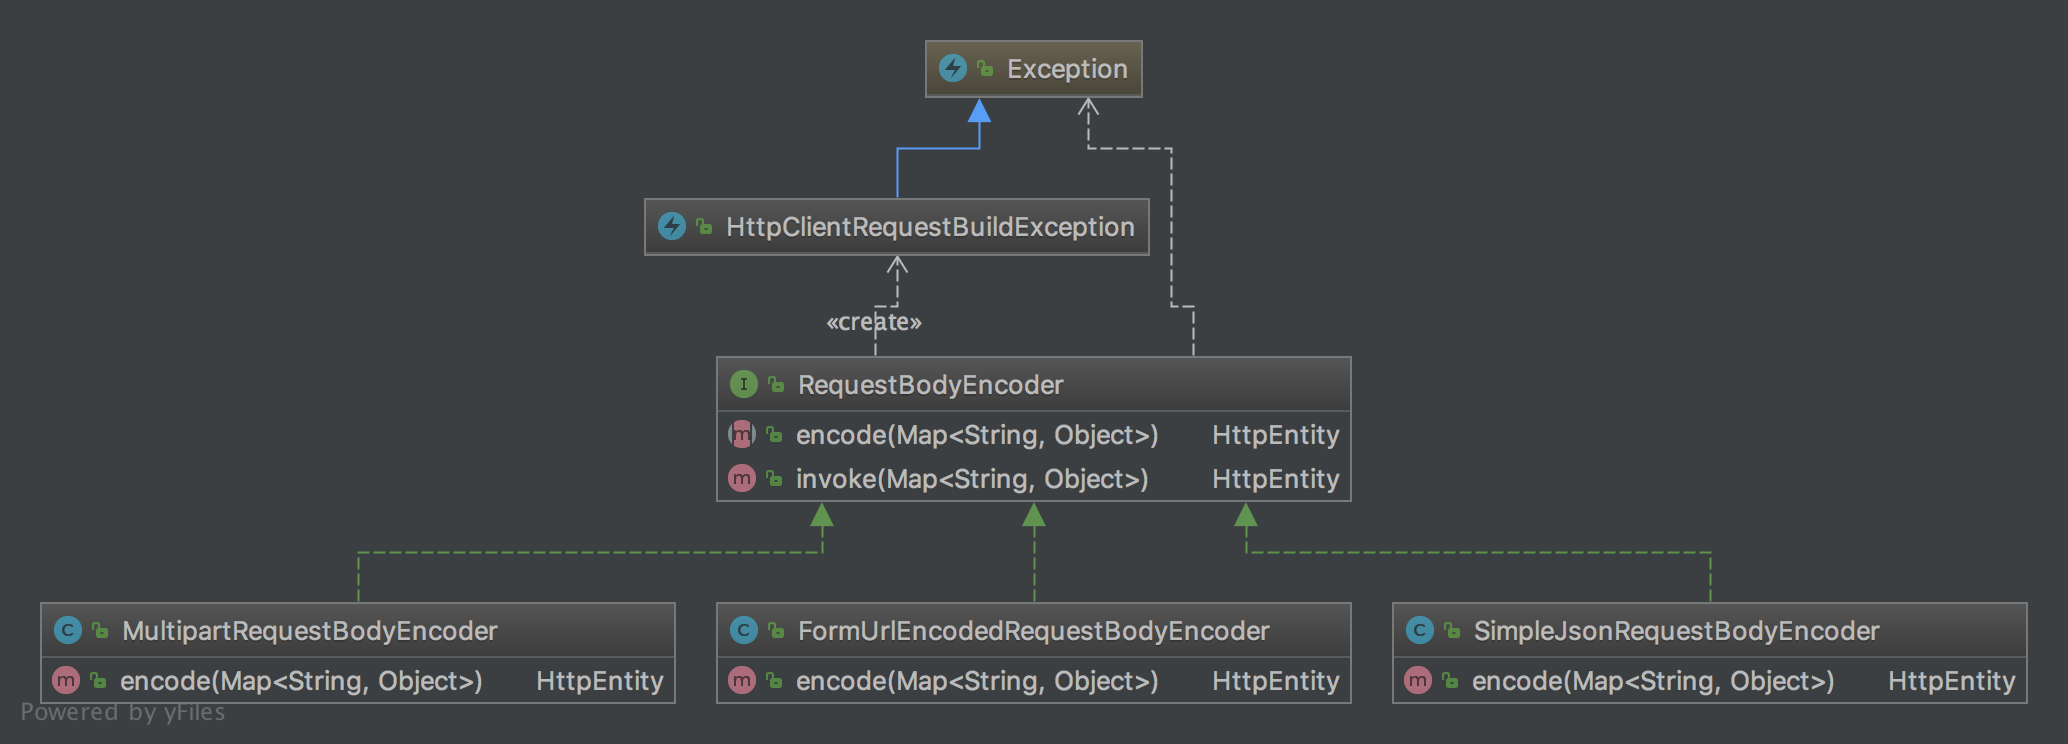 Exception
HttpClientRequestBuildException
«create»
I RequestBodyEncoder
m encode(Map<String, Object>) HttpEntity
m invoke(Map<String, Object>) HttpEntity
C MultipartRequestBodyEncoder
m encode(Map<String, Object>) HttpEntity
C FormUrlEncodedRequestBodyEncoder
m encode(Map<String, Object>) HttpEntity
C SimpleJsonRequestBodyEncoder
m encode(Map<String, Object>) HttpEntity
Powered by yFiles